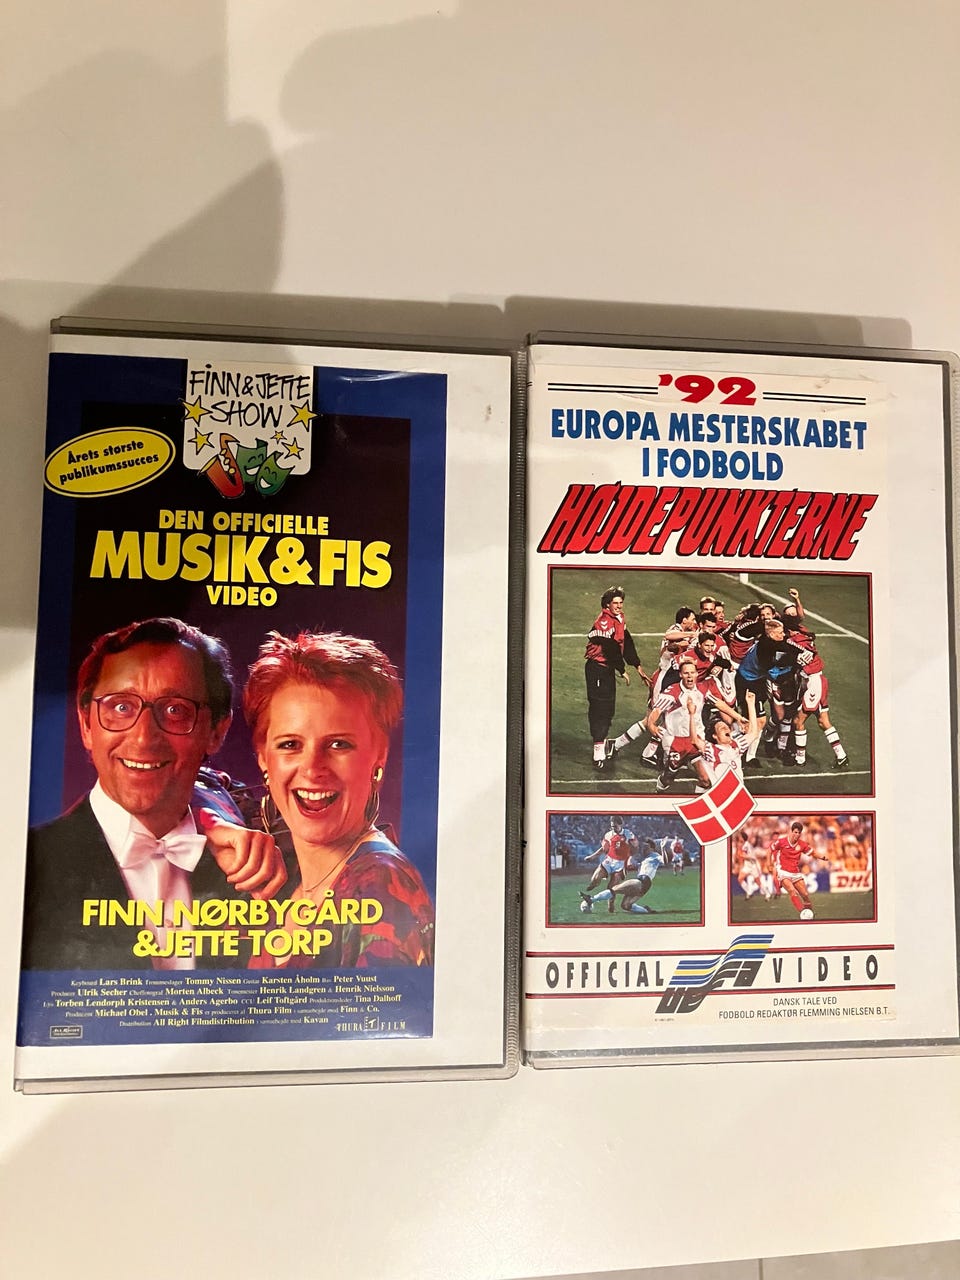 FINN & JETTE
SHOW
Årets største
publikumssucces
DEN OFFICIELLE
MUSIK & FIS
VIDEO
FINN NØRBYGÅRD
& JETTE TORP
Keyboard Lars Brink Trommeslager Tommy Nissen Guitar Karsten Åholm Bas Peter Vuust
Producer Ulrik Secher Cheffotograf Morten Albeck Tonemester Henrik Landgren & Henrik Nielsson
Lys Torben Lendorph Kristensen & Anders Agerbo CCU Leif Toftgård Produktionsleder Tina Dalhoff
Producent Michael Obel . Musik & Fis er produceret af Thura Film i samarbejde med Finn & Co.
Distribution All Right Filmdistribution i samarbejde med Kavan
THURA FILM
'92
EUROPA MESTERSKABET
I FODBOLD
HØJDEPUNKTERNE
DHL
OFFICIAL uefa VIDEO
DANSK TALE VED
FODBOLD REDAKTØR FLEMMING NIELSEN B.T.